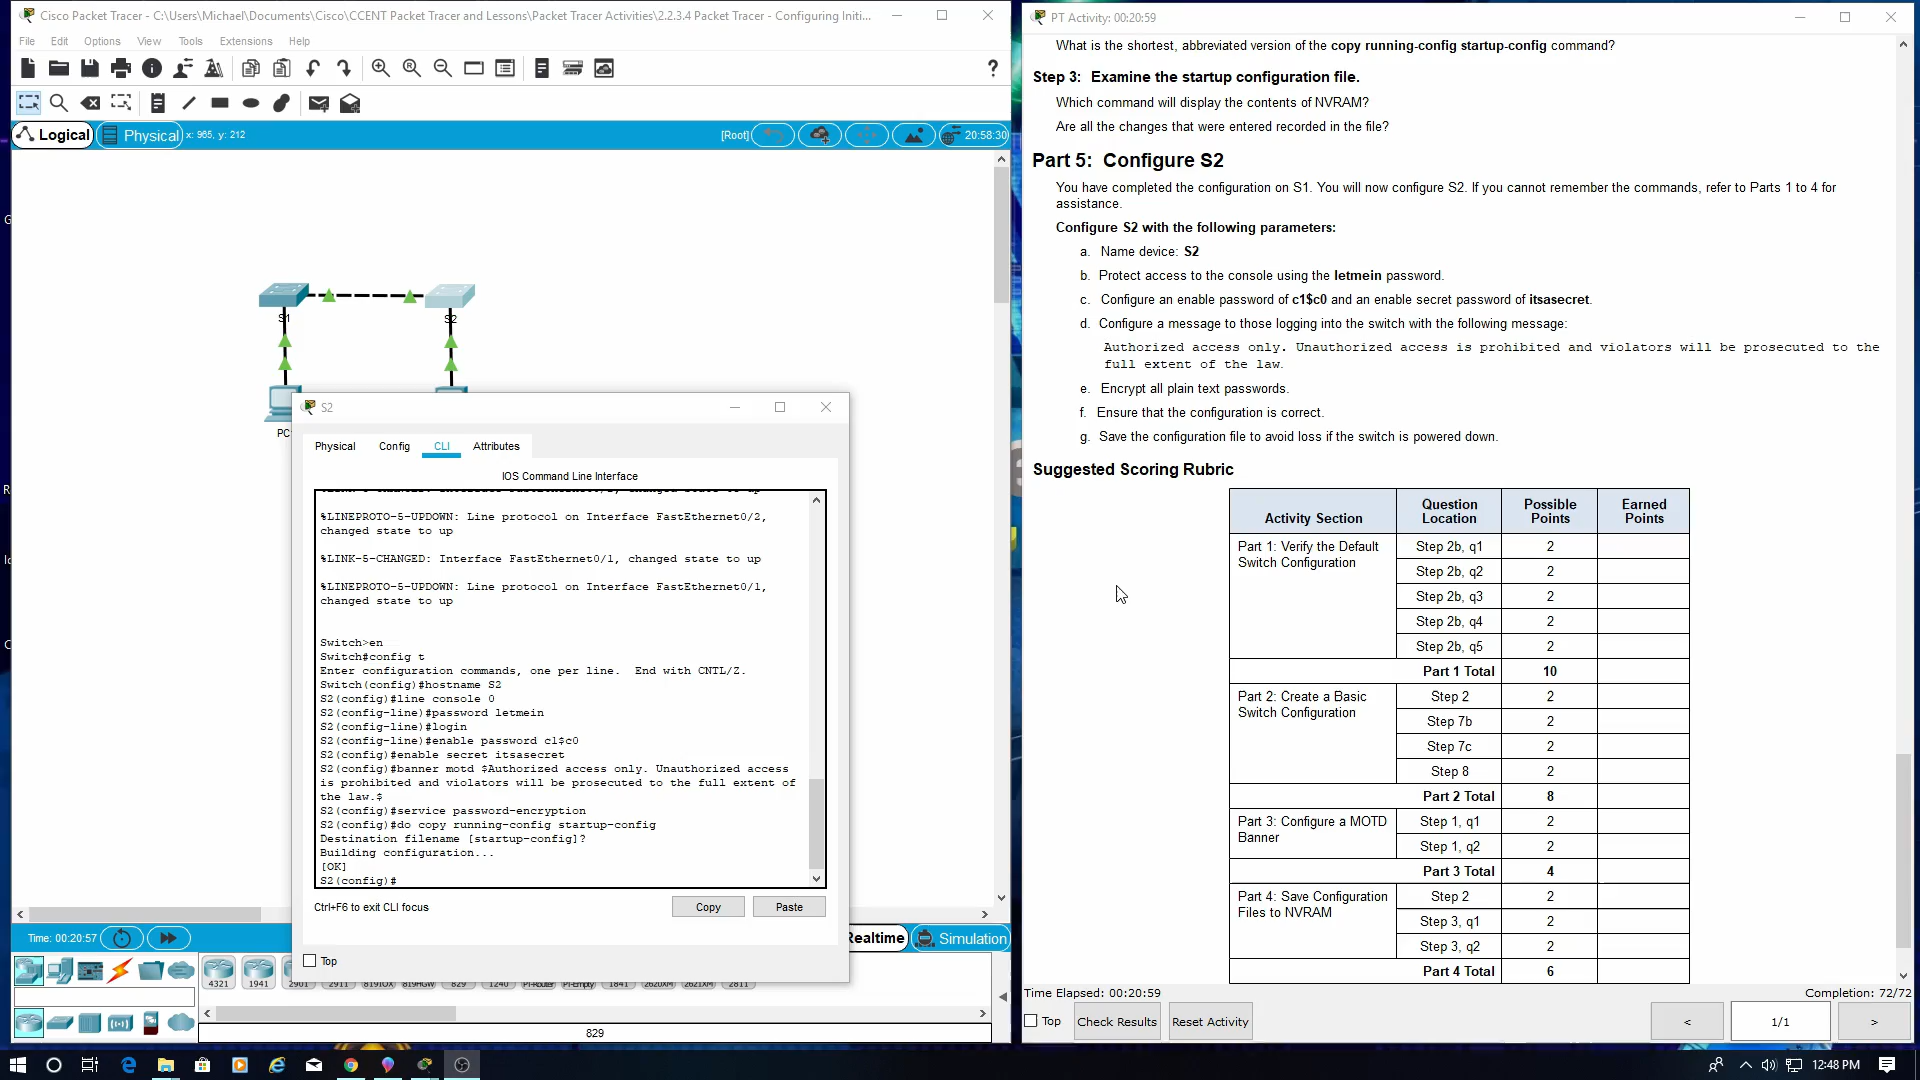 Cisco Packet Tracer - C:\Users\Michael\Documents\Cisco\CCENT Packet Tracer and Lessons\Packet Tracer Activities\2.2.3.4 Packet Tracer - Configuring Initi...
File Edit Options View Tools Extensions Help
Logical Physical x: 985, y: 212 [Root] 20:58:30
S1
S2
PC
S2
Physical Config CLI Attributes
IOS Command Line Interface
%LINEPROTO-5-UPDOWN: Line protocol on Interface FastEthernet0/2,
changed state to up
%LINK-5-CHANGED: Interface FastEthernet0/1, changed state to up
%LINEPROTO-5-UPDOWN: Line protocol on Interface FastEthernet0/1,
changed state to up
Switch>en
Switch#config t
Enter configuration commands, one per line.  End with CNTL/Z.
Switch(config)#hostname S2
S2(config)#line console 0
S2(config-line)#password letmein
S2(config-line)#login
S2(config-line)#enable password c1$c0
S2(config)#enable secret itsasecret
S2(config)#banner motd $Authorized access only. Unauthorized access
is prohibited and violators will be prosecuted to the full extent of
the law.$
S2(config)#service password-encryption
S2(config)#do copy running-config startup-config
Destination filename [startup-config]?
Building configuration...
[OK]
S2(config)#
Ctrl+F6 to exit CLI focus
Copy Paste
Top
Time: 00:20:57
Realtime Simulation
4321 1941 2901 2911 819IOX 819HGW 829 1240 PT-Router PT-Empty 1841 2620XM 2621XM 2811
829
PT Activity: 00:20:59
What is the shortest, abbreviated version of the copy running-config startup-config command?
Step 3: Examine the startup configuration file.
Which command will display the contents of NVRAM?
Are all the changes that were entered recorded in the file?
Part 5: Configure S2
You have completed the configuration on S1. You will now configure S2. If you cannot remember the commands, refer to Parts 1 to 4 for
assistance.
Configure S2 with the following parameters:
a. Name device: S2
b. Protect access to the console using the letmein password.
c. Configure an enable password of c1$c0 and an enable secret password of itsasecret.
d. Configure a message to those logging into the switch with the following message:
Authorized access only. Unauthorized access is prohibited and violators will be prosecuted to the
full extent of the law.
e. Encrypt all plain text passwords.
f. Ensure that the configuration is correct.
g. Save the configuration file to avoid loss if the switch is powered down.
Suggested Scoring Rubric
Activity Section Question Location Possible Points Earned Points
Part 1: Verify the Default Switch Configuration Step 2b, q1 2
Step 2b, q2 2
Step 2b, q3 2
Step 2b, q4 2
Step 2b, q5 2
Part 1 Total 10
Part 2: Create a Basic Switch Configuration Step 2 2
Step 7b 2
Step 7c 2
Step 8 2
Part 2 Total 8
Part 3: Configure a MOTD Banner Step 1, q1 2
Step 1, q2 2
Part 3 Total 4
Part 4: Save Configuration Files to NVRAM Step 2 2
Step 3, q1 2
Step 3, q2 2
Part 4 Total 6
Time Elapsed: 00:20:59 Completion: 72/72
Top Check Results Reset Activity < 1/1 >
12:48 PM